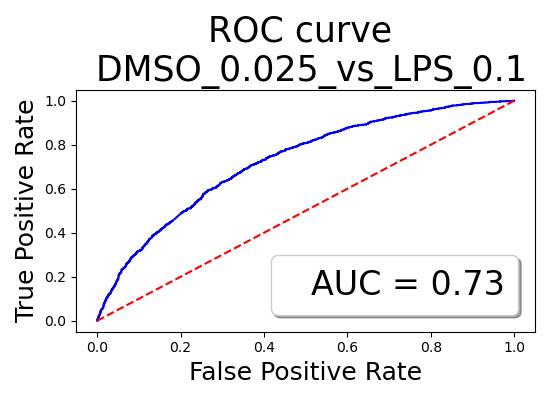 ROC curve
DMSO_0.025_vs_LPS_0.1
True Positive Rate
1.0
0.8
0.6
0.4
0.2
0.0
AUC = 0.73
0.0 0.2 0.4 0.6 0.8 1.0
False Positive Rate